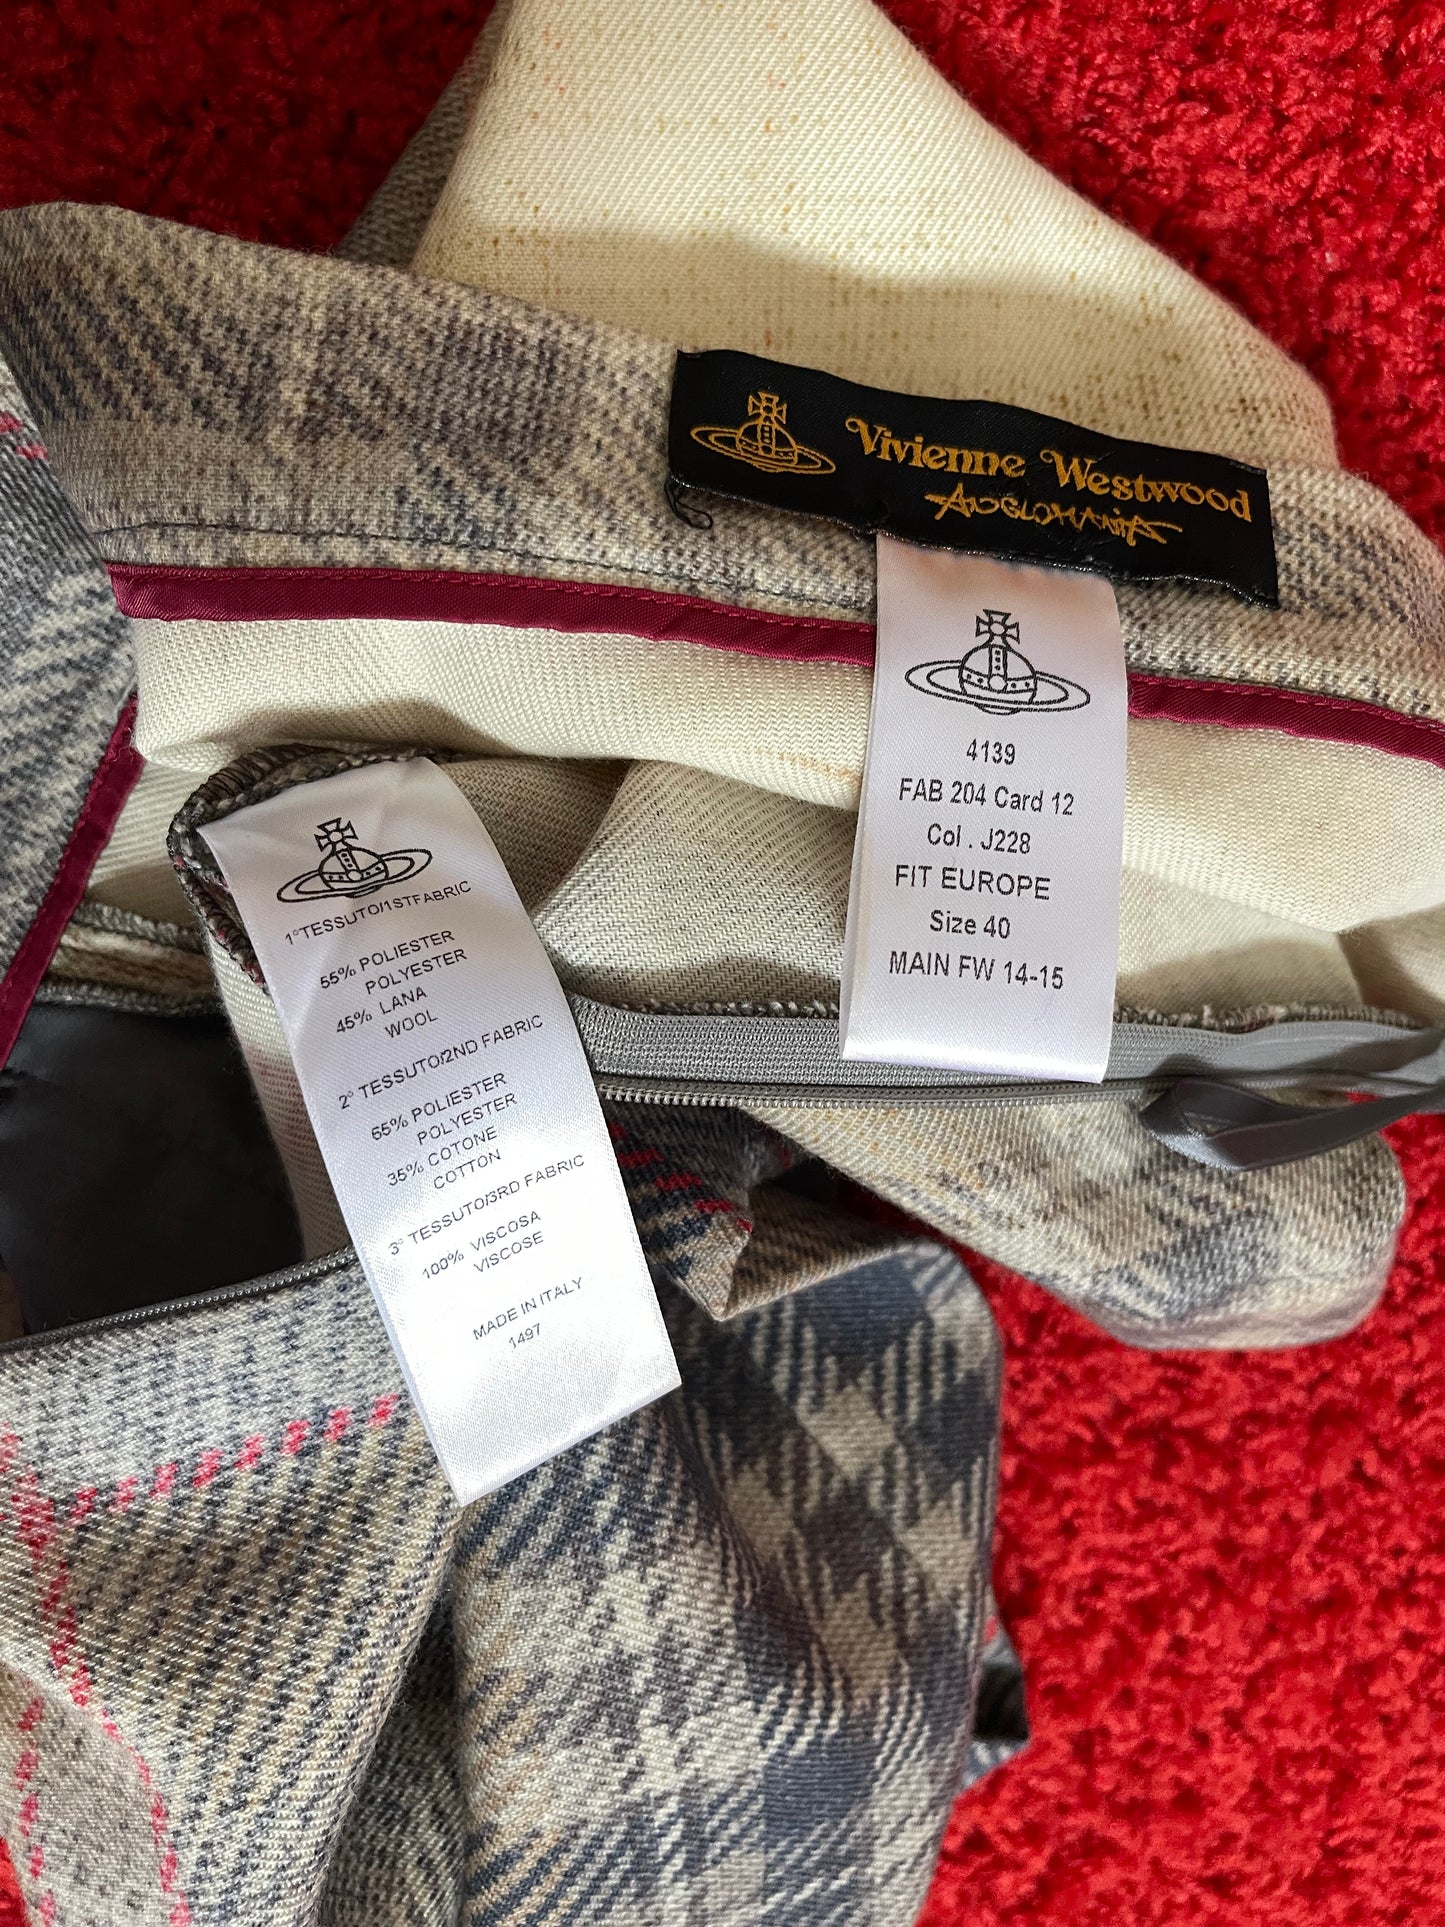 Vivienne Westwood
ANGLOMANIA
4139
FAB 204 Card 12
Col . J228
FIT EUROPE
Size 40
MAIN FW 14-15
1°TESSUTO/1STFABRIC
55% POLIESTER
POLYESTER
45% LANA
WOOL
2° TESSUTO/2ND FABRIC
65% POLIESTER
POLYESTER
35% COTONE
COTTON
3° TESSUTO/3RD FABRIC
100% VISCOSA
VISCOSE
MADE IN ITALY
1497